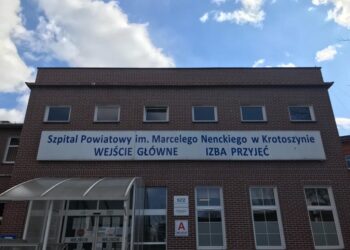 Szpital Powiatowy im. Marcelego Nenckiego w Krotoszynie
WEJŚCIE GŁÓWNE IZBA PRZYJĘĆ
A